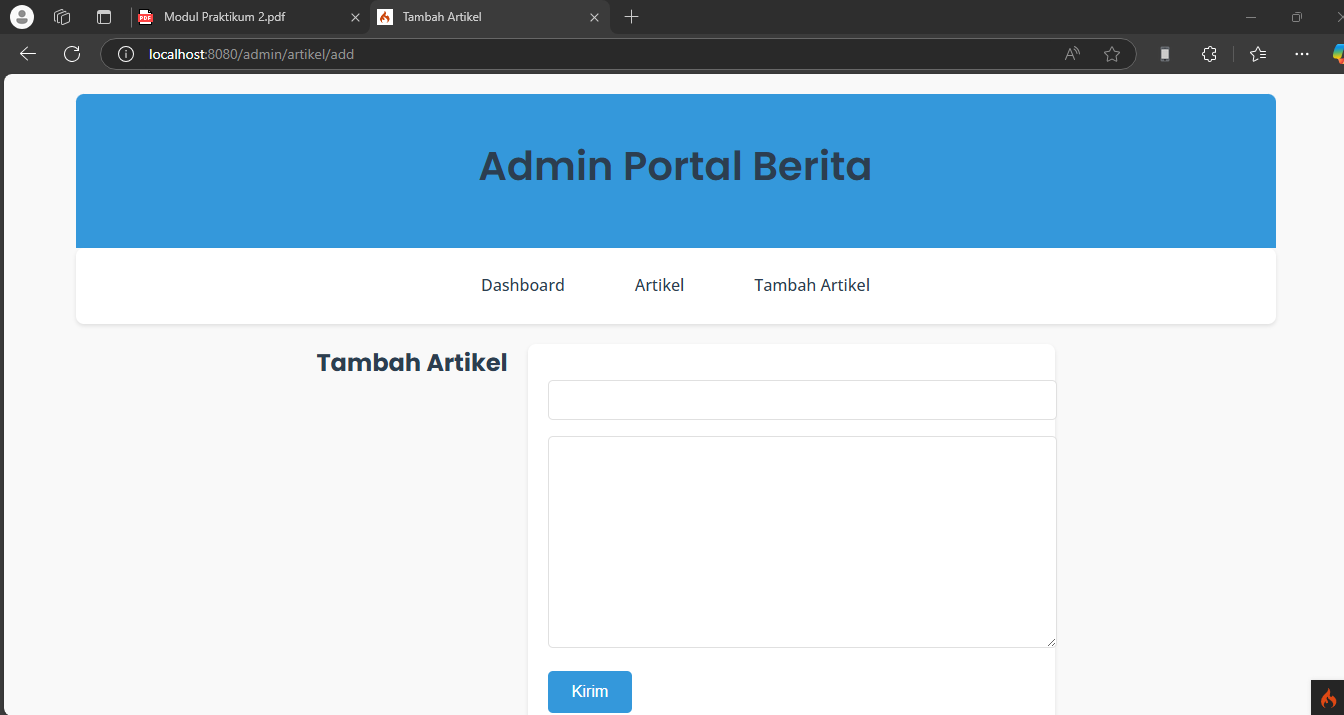 Modul Praktikum 2.pdf
Tambah Artikel
localhost:8080/admin/artikel/add
Admin Portal Berita
Dashboard
Artikel
Tambah Artikel
Tambah Artikel
Kirim